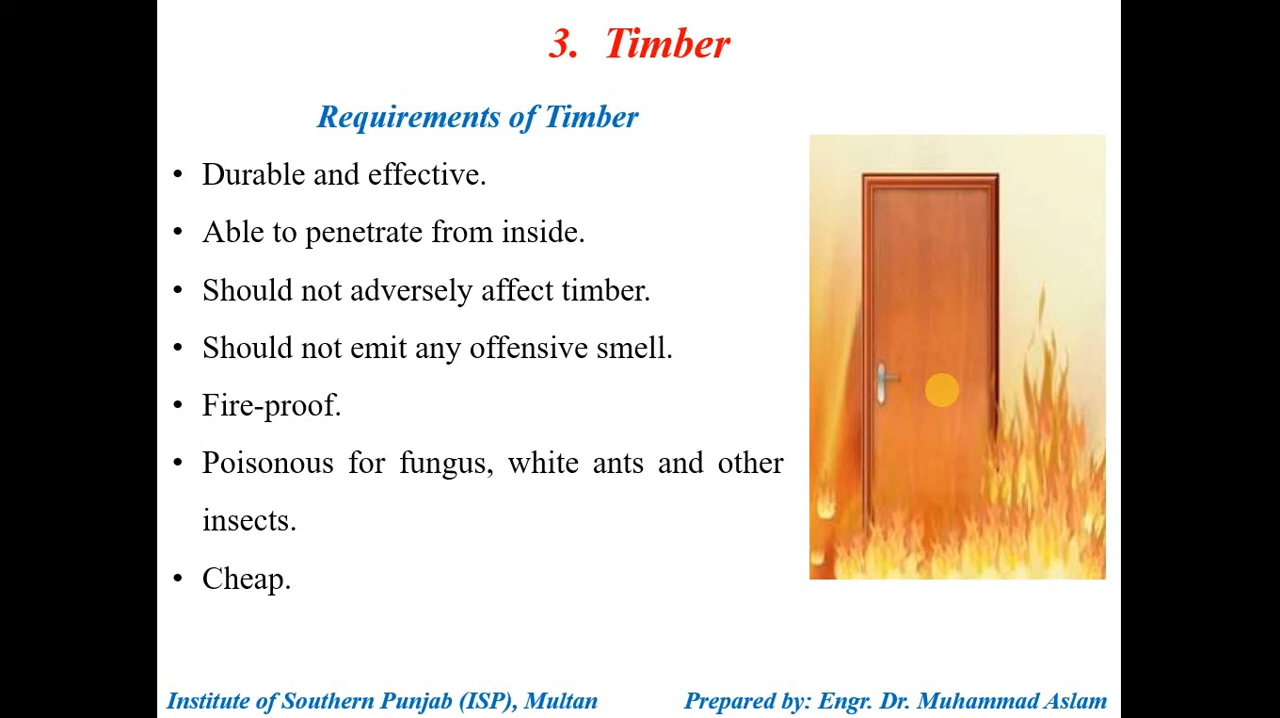 3. Timber
Requirements of Timber
• Durable and effective.
• Able to penetrate from inside.
• Should not adversely affect timber.
• Should not emit any offensive smell.
• Fire-proof.
• Poisonous for fungus, white ants and other
insects.
• Cheap.
Institute of Southern Punjab (ISP), Multan
Prepared by: Engr. Dr. Muhammad Aslam